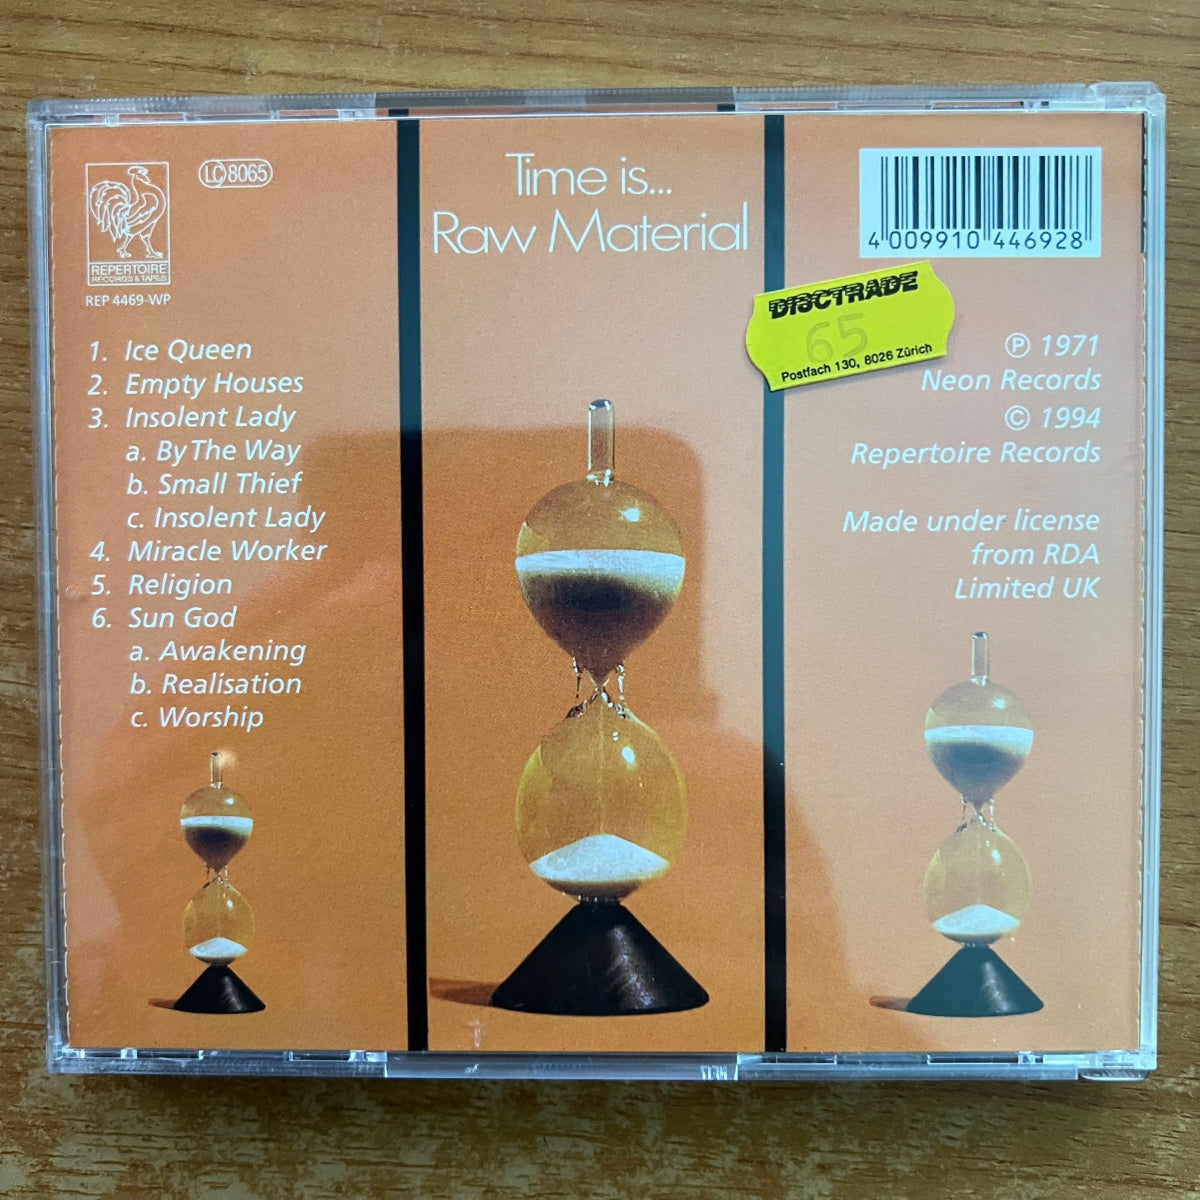 REPERTOIRE
RECORDS & TAPES
REP 4469-WP
LC 8065
Time is...
Raw Material
4 009910 446928
DISCTRADE
65
Postfach 130, 8026 Zürich
1. Ice Queen
2. Empty Houses
3. Insolent Lady
a. By The Way
b. Small Thief
c. Insolent Lady
4. Miracle Worker
5. Religion
6. Sun God
a. Awakening
b. Realisation
c. Worship
℗ 1971
Neon Records
© 1994
Repertoire Records
Made under license
from RDA
Limited UK